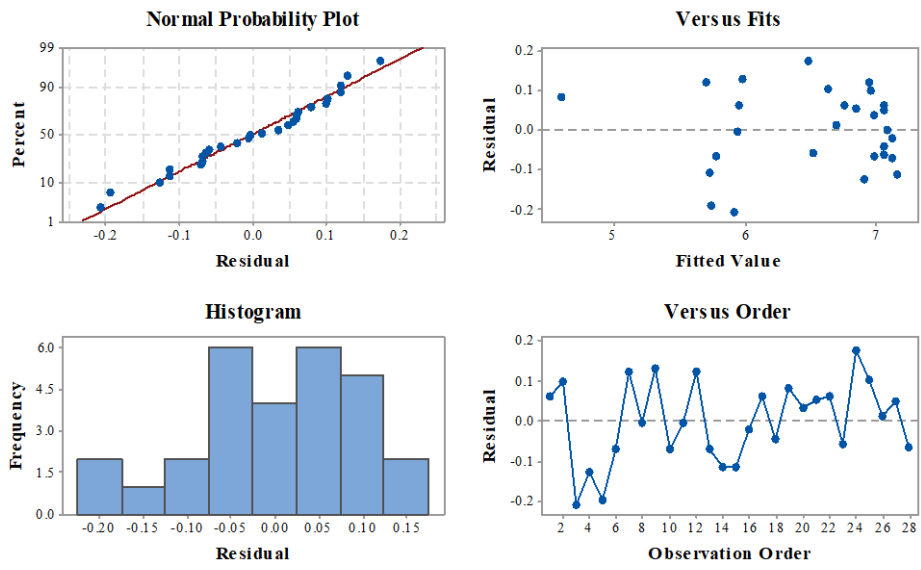 Normal Probability Plot
Percent
99
90
50
10
1
-0.2 -0.1 0.0 0.1 0.2
Residual
Versus Fits
Residual
0.2
0.1
0.0
-0.1
-0.2
5 6 7
Fitted Value
Histogram
Frequency
6.0
4.5
3.0
1.5
0.0
-0.20 -0.15 -0.10 -0.05 0.00 0.05 0.10 0.15
Residual
Versus Order
Residual
0.2
0.1
0.0
-0.1
-0.2
2 4 6 8 10 12 14 16 18 20 22 24 26 28
Observation Order